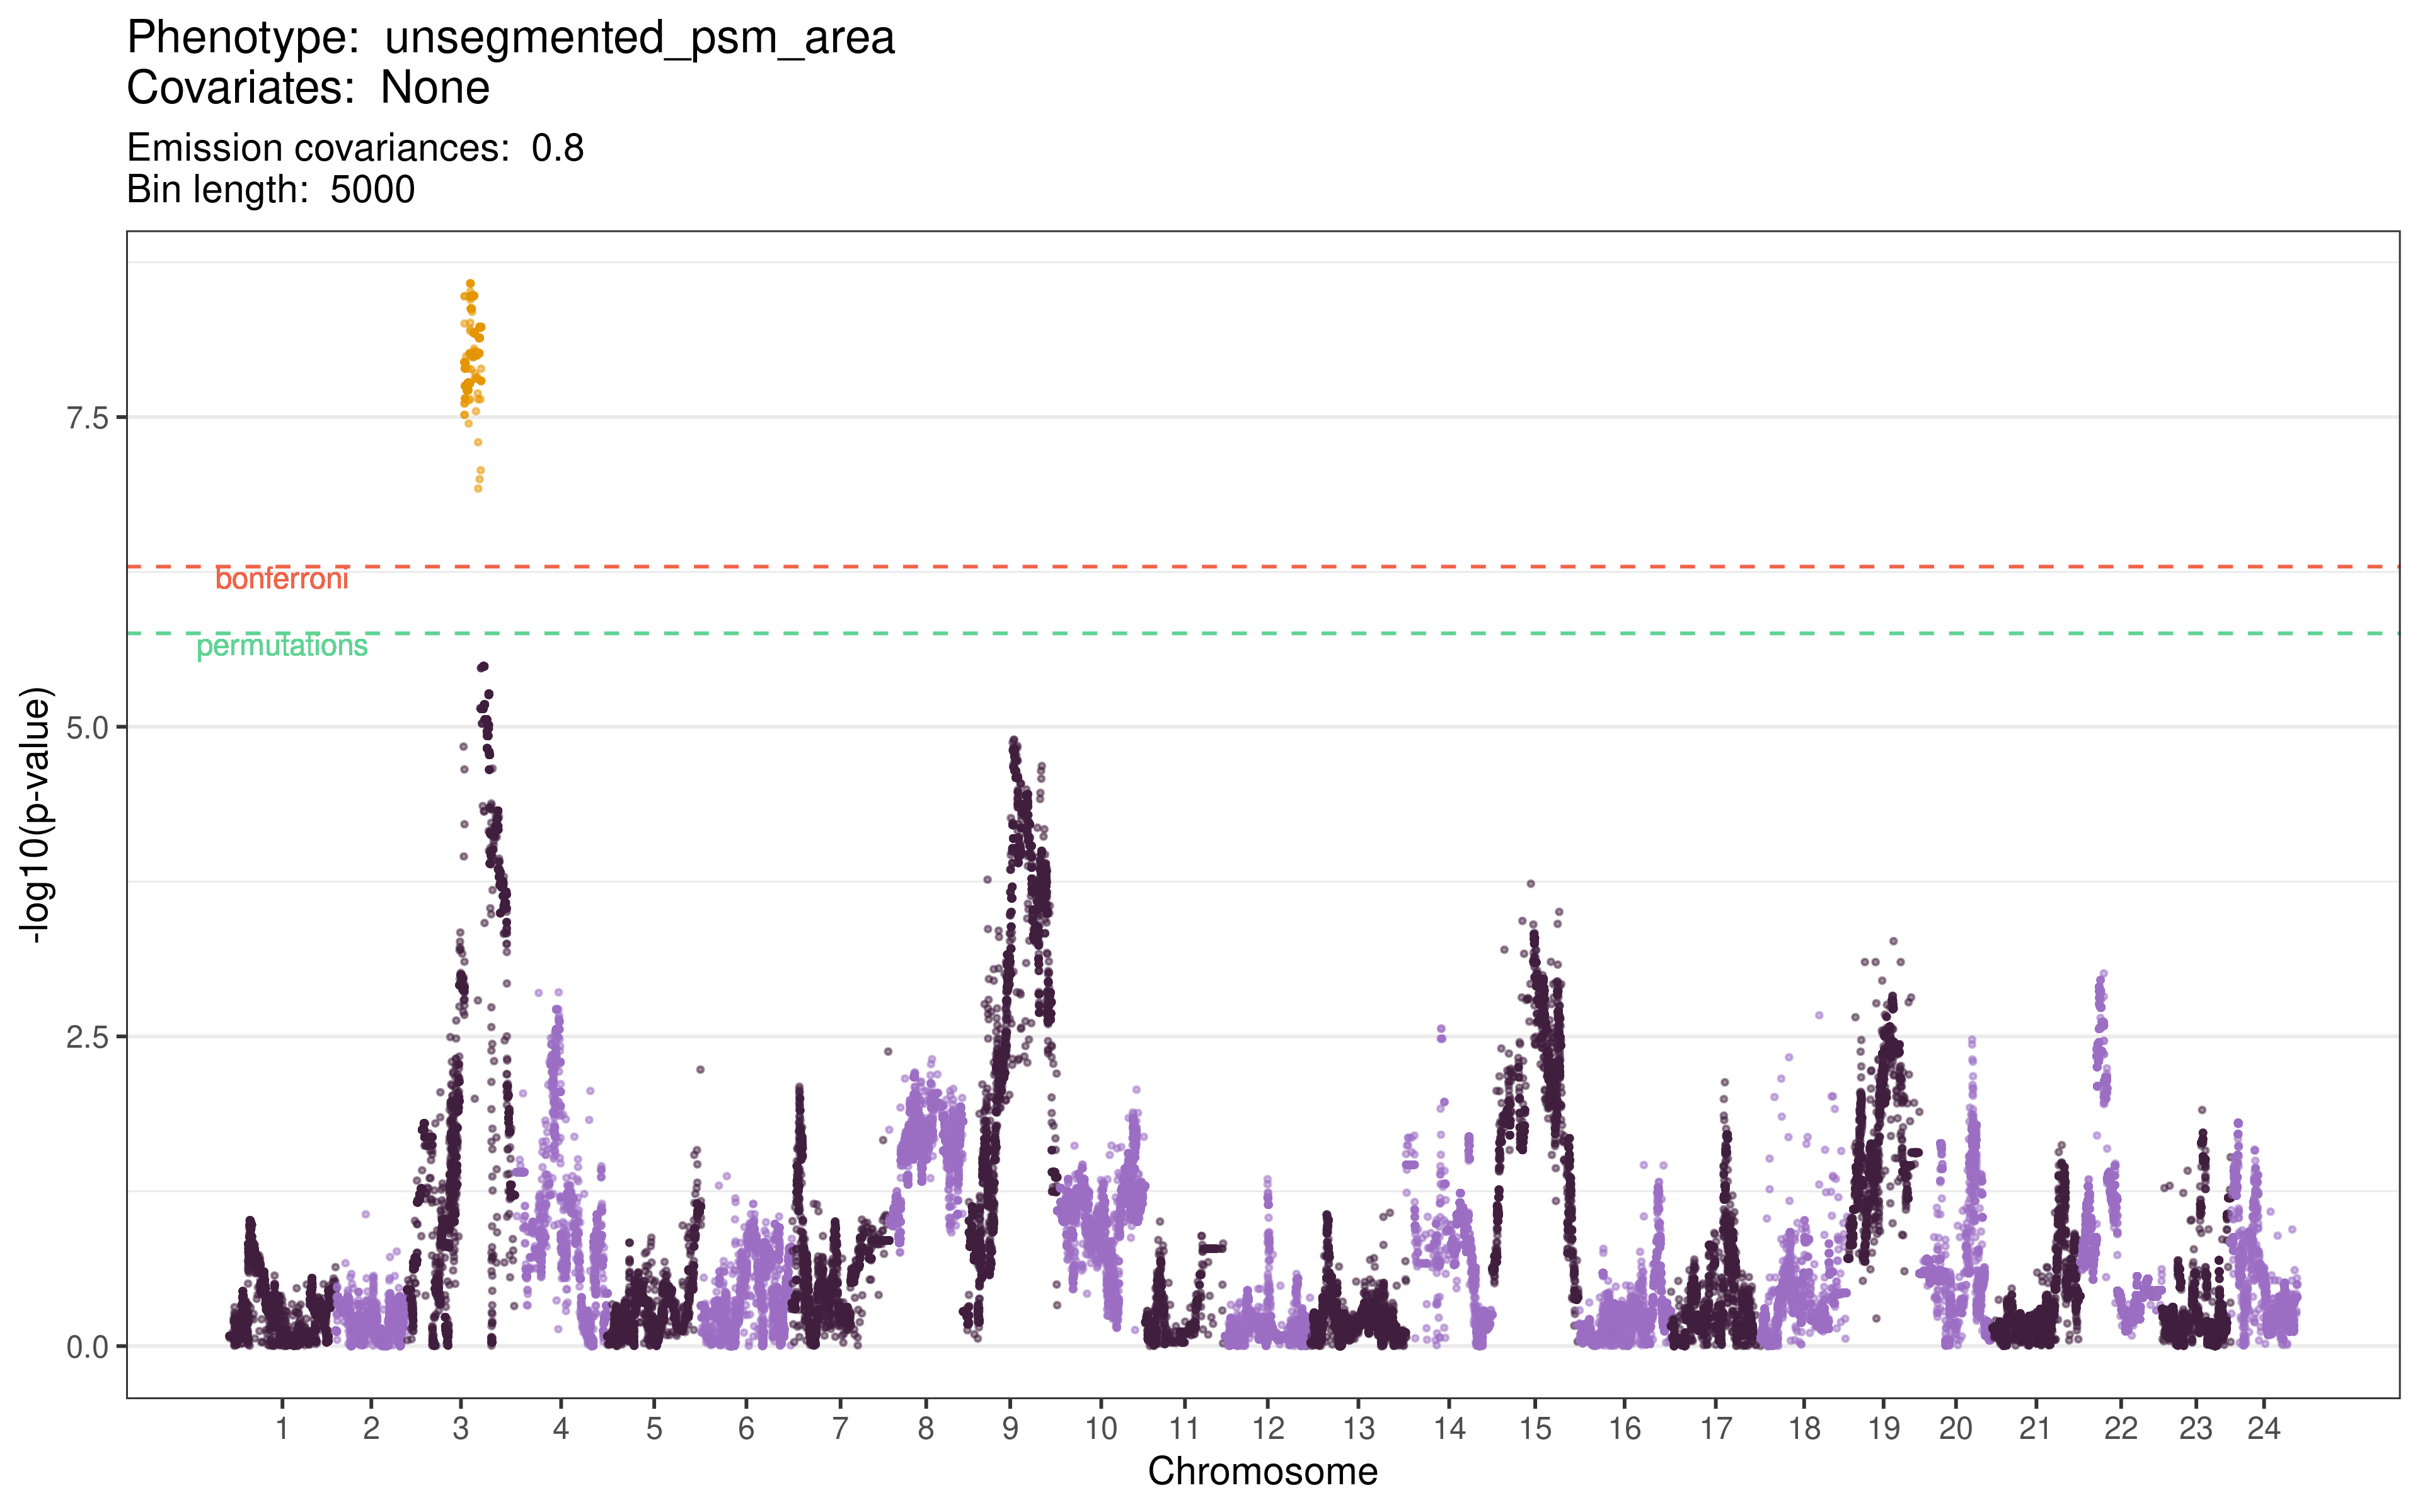 Phenotype: unsegmented_psm_area
Covariates: None
Emission covariances: 0.8
Bin length: 5000
7.5
bonferroni
permutations
5.0
2.5
0.0
-log10(p-value)
1 2 3 4 5 6 7 8 9 10 11 12 13 14 15 16 17 18 19 20 21 22 23 24
Chromosome